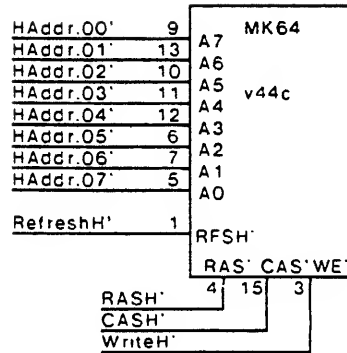 HAddr.00' 9 A7 MK64
HAddr.01' 13 A6
HAddr.02' 10 A5 v44c
HAddr.03' 11 A4
HAddr.04' 12 A3
HAddr.05' 6 A2
HAddr.06' 7 A1
HAddr.07' 5 A0
RefreshH' 1 RFSH'
RAS' CAS' WE'
4 15 3
RASH'
CASH'
WriteH'